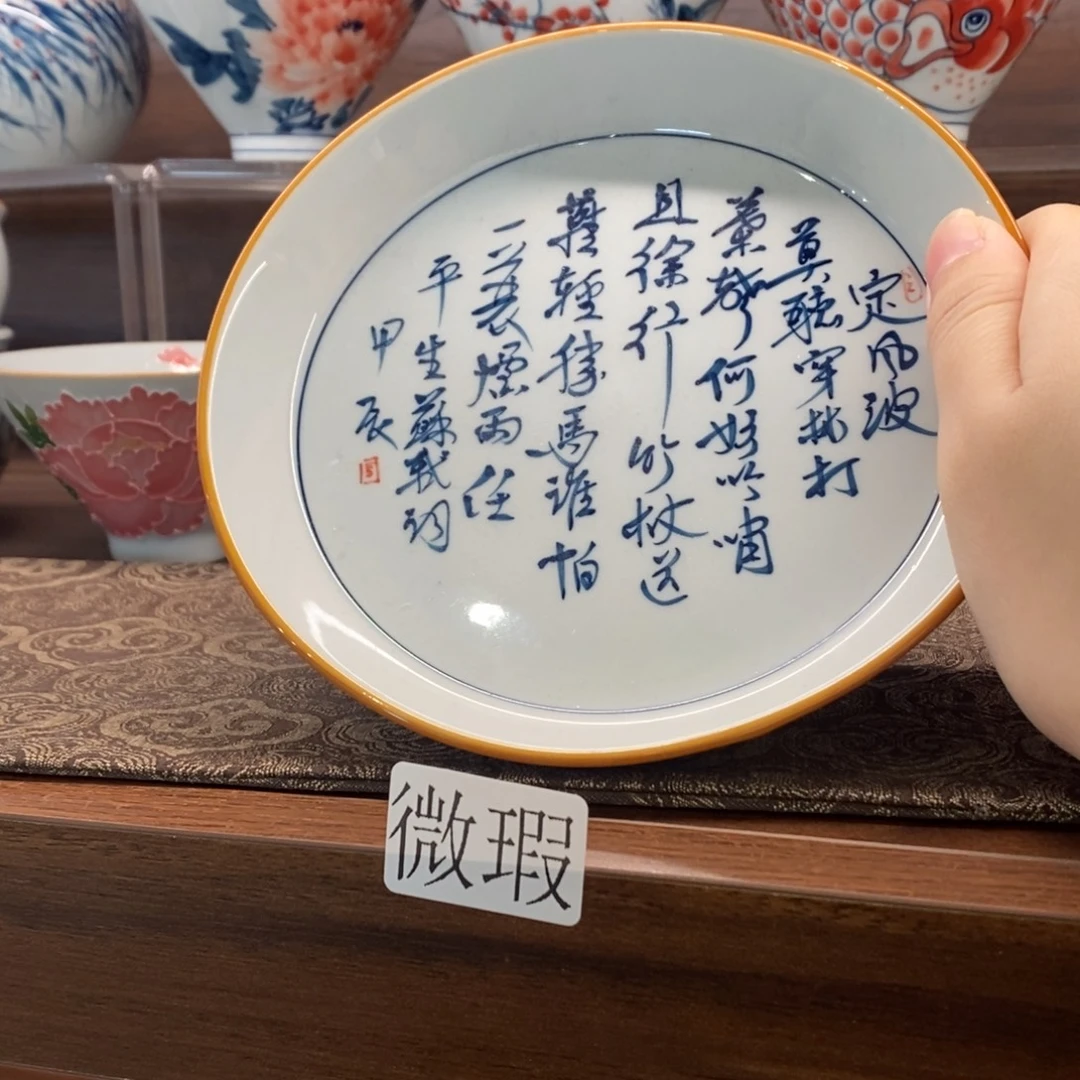 定风波
莫聽穿林打
葉聲何妨吟嘯
且徐行竹杖芒
鞋輕勝馬誰怕
一蓑煙雨任
平生蘇軾詞
甲辰
微瑕